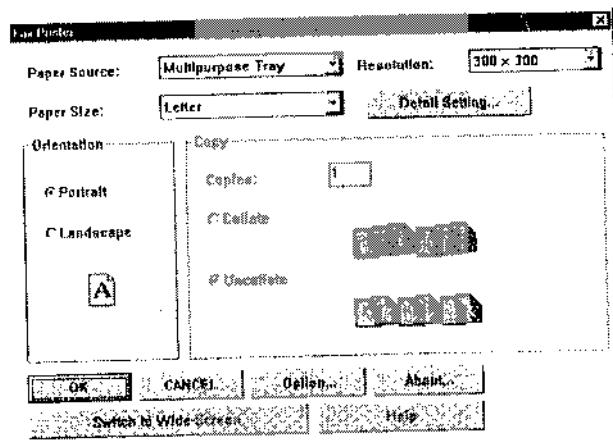 Fax Printer
Paper Source: Multipurpose Tray Resolution: 300 × 300
Paper Size: Letter Detail Setting...
Orientation Copy
Copies: 1
Portrait
Collate
Landscape
A
Uncollate
OK CANCEL Option... About...
Switch to Wide Screen Help